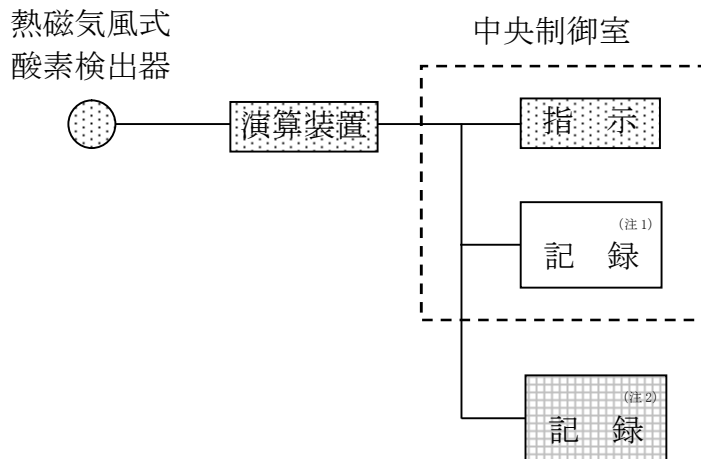 熱磁気風式
酸素検出器
中央制御室
演算装置
指 示
(注1)
記 録
(注2)
記 録